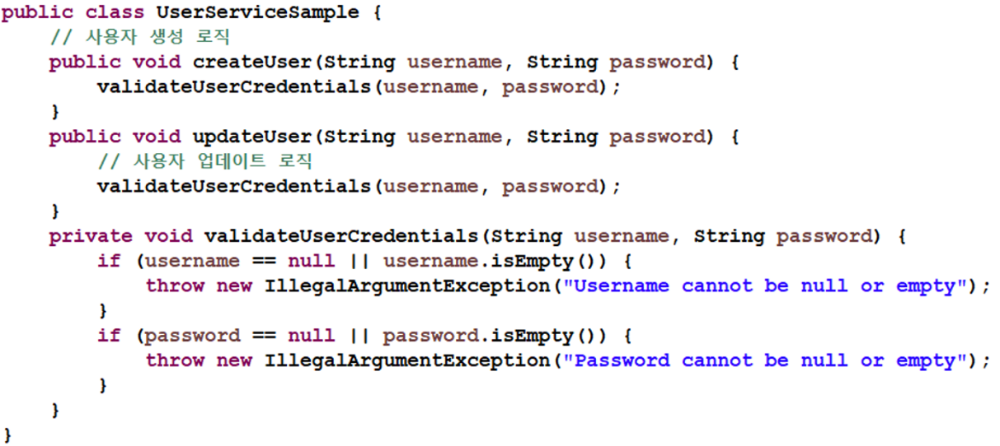 public class UserServiceSample {
    // 사용자 생성 로직
    public void createUser(String username, String password) {
        validateUserCredentials(username, password);
    }
    public void updateUser(String username, String password) {
        // 사용자 업데이트 로직
        validateUserCredentials(username, password);
    }
    private void validateUserCredentials(String username, String password) {
        if (username == null || username.isEmpty()) {
            throw new IllegalArgumentException("Username cannot be null or empty");
        }
        if (password == null || password.isEmpty()) {
            throw new IllegalArgumentException("Password cannot be null or empty");
        }
    }
}